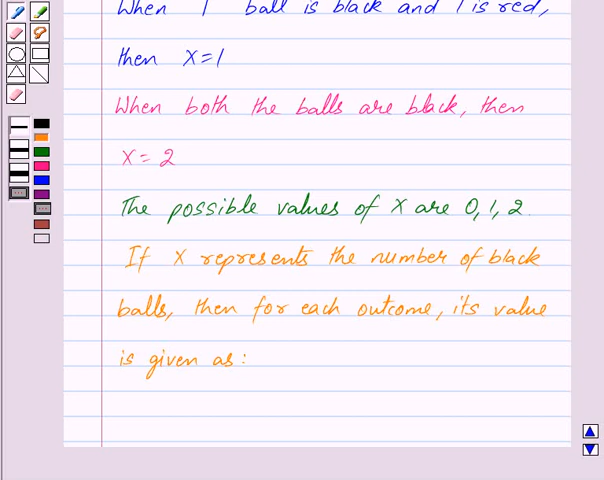 When 1 ball is black and 1 is red,
then X=1
When both the balls are black, then
X= 2
The possible values of X are 0, 1, 2.
If X represents the number of black
balls, then for each outcome, its value
is given as: